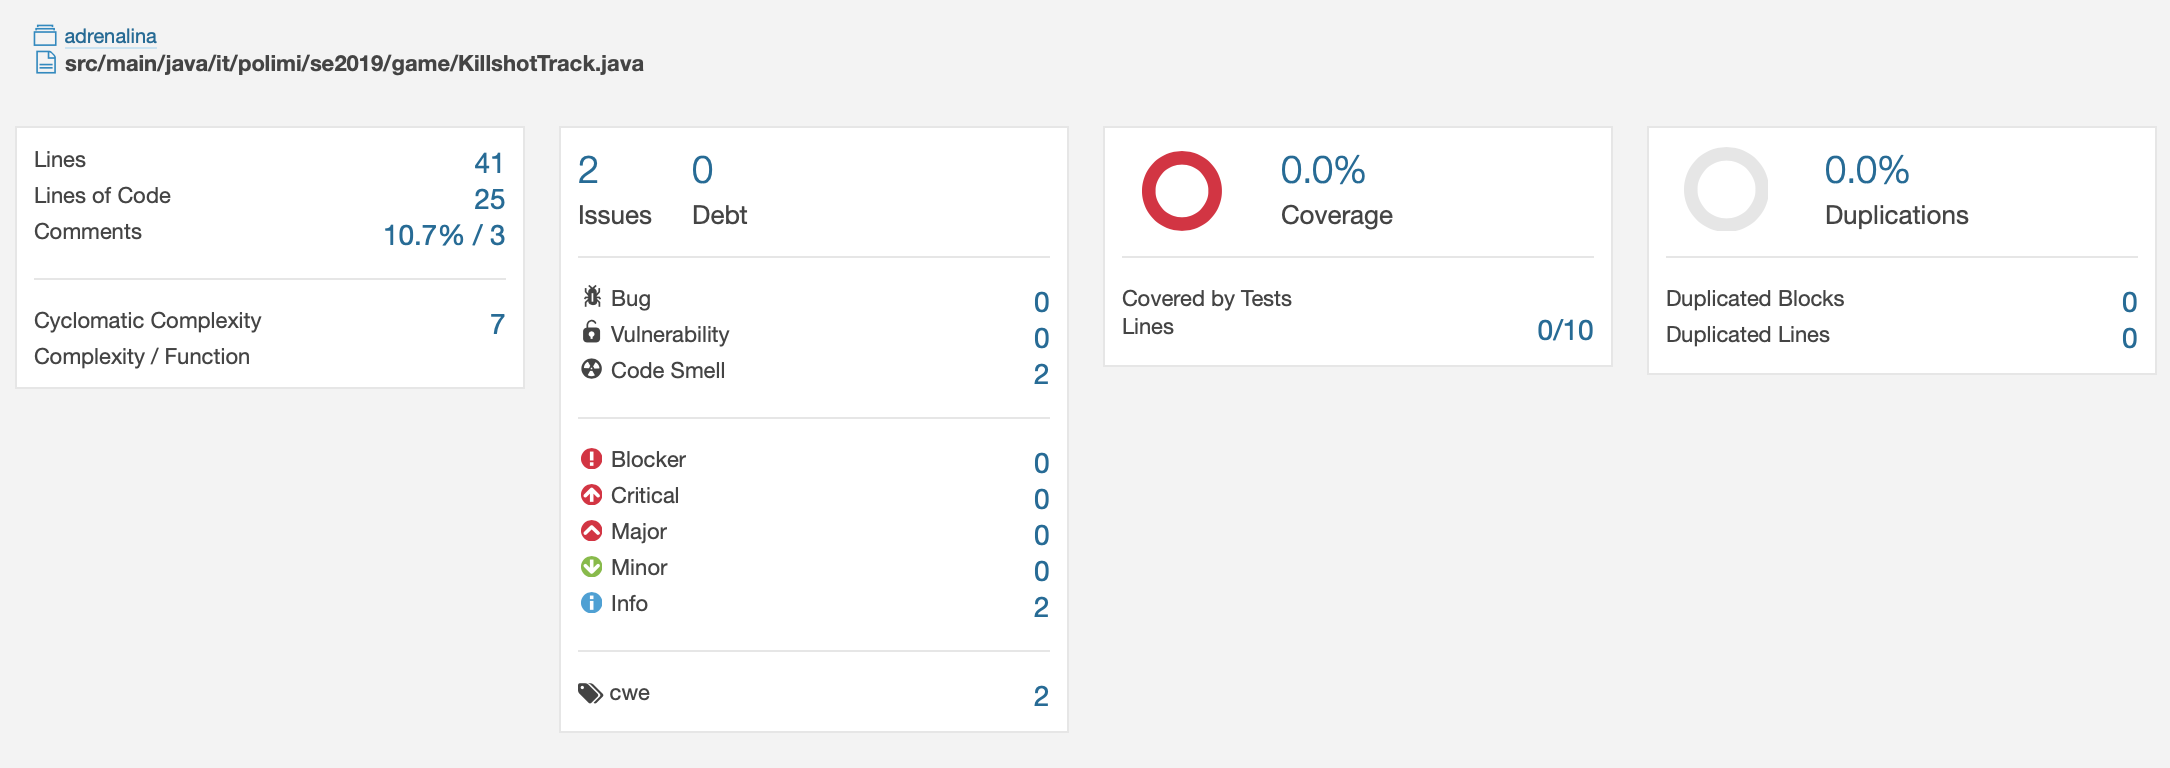 adrenalina
src/main/java/it/polimi/se2019/game/KillshotTrack.java
Lines 41
Lines of Code 25
Comments 10.7% / 3
Cyclomatic Complexity 7
Complexity / Function
2 0
Issues Debt
Bug 0
Vulnerability 0
Code Smell 2
Blocker 0
Critical 0
Major 0
Minor 0
Info 2
cwe 2
0.0%
Coverage
Covered by Tests
Lines 0/10
0.0%
Duplications
Duplicated Blocks 0
Duplicated Lines 0